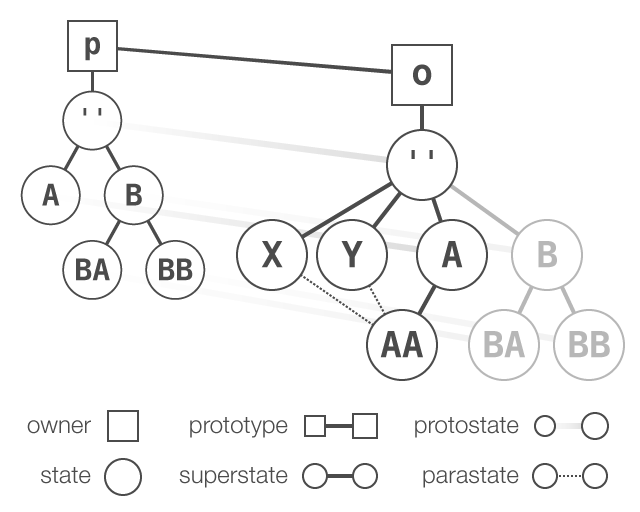 p
o
' '
' '
A B
X Y A B
BA BB
AA BA BB
owner prototype protostate
state superstate parastate